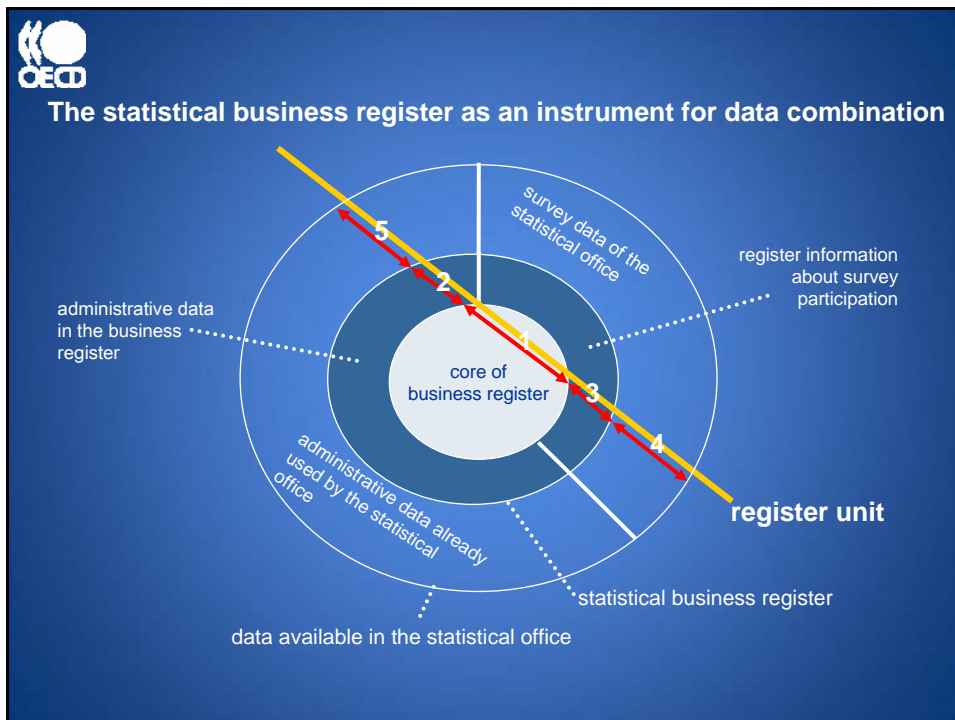 OECD
The statistical business register as an instrument for data combination
5
survey data of the
statistical office
2
register information
about survey
participation
administrative data
in the business
register
1
core of
business register
3
4
administrative data already
used by the statistical
office
register unit
statistical business register
data available in the statistical office